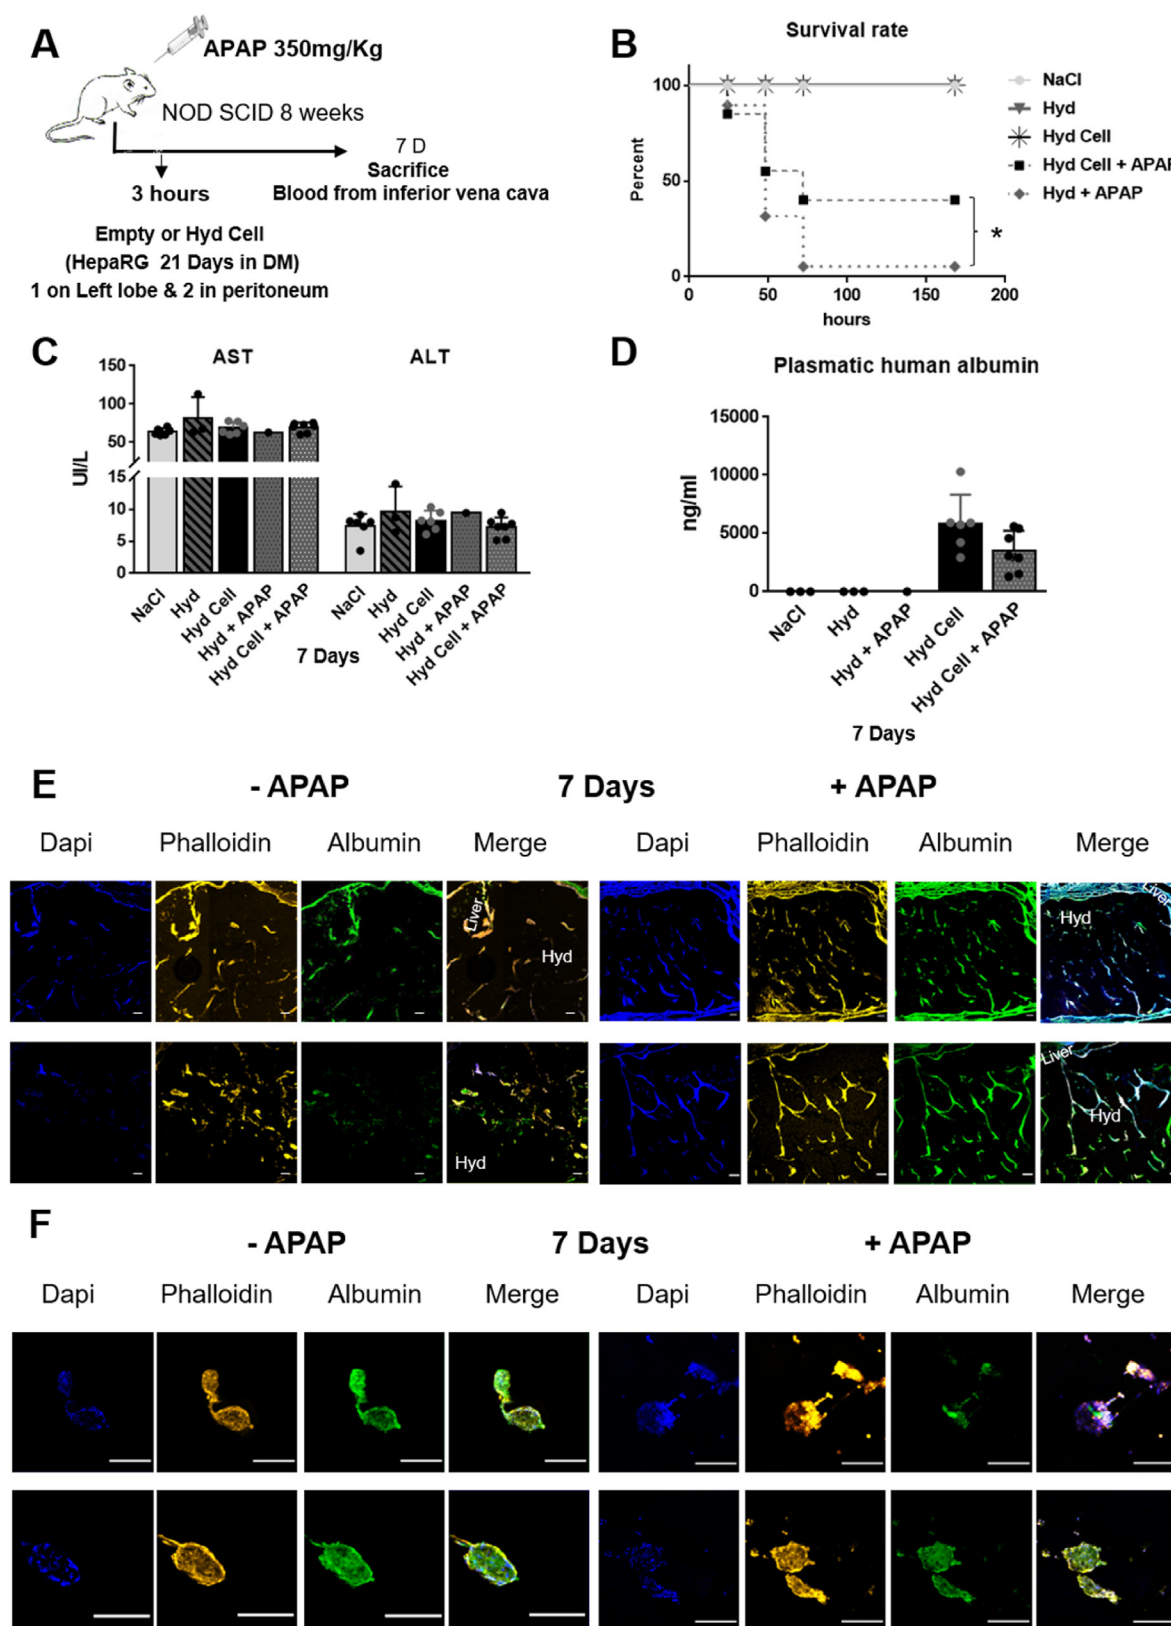 A
APAP 350mg/Kg
NOD SCID 8 weeks
7 D
Sacrifice
Blood from inferior vena cava
3 hours
Empty or Hyd Cell
(HepaRG 21 Days in DM)
1 on Left lobe & 2 in peritoneum
B
Survival rate
Percent
100
50
0
0 50 100 150 200
hours
NaCl
Hyd
Hyd Cell
Hyd Cell + APAP
Hyd + APAP
*
C
AST ALT
UI/L
150
100
50
15
10
5
0
NaCl Hyd Hyd Cell Hyd + APAP Hyd Cell + APAP NaCl Hyd Hyd Cell Hyd + APAP Hyd Cell + APAP
7 Days
D
Plasmatic human albumin
ng/ml
15000
10000
5000
0
NaCl Hyd Hyd + APAP Hyd Cell Hyd Cell + APAP
7 Days
E
- APAP 7 Days + APAP
Dapi Phalloidin Albumin Merge Dapi Phalloidin Albumin Merge
Liver Hyd Hyd Liver
Hyd Liver Hyd
F
- APAP 7 Days + APAP
Dapi Phalloidin Albumin Merge Dapi Phalloidin Albumin Merge